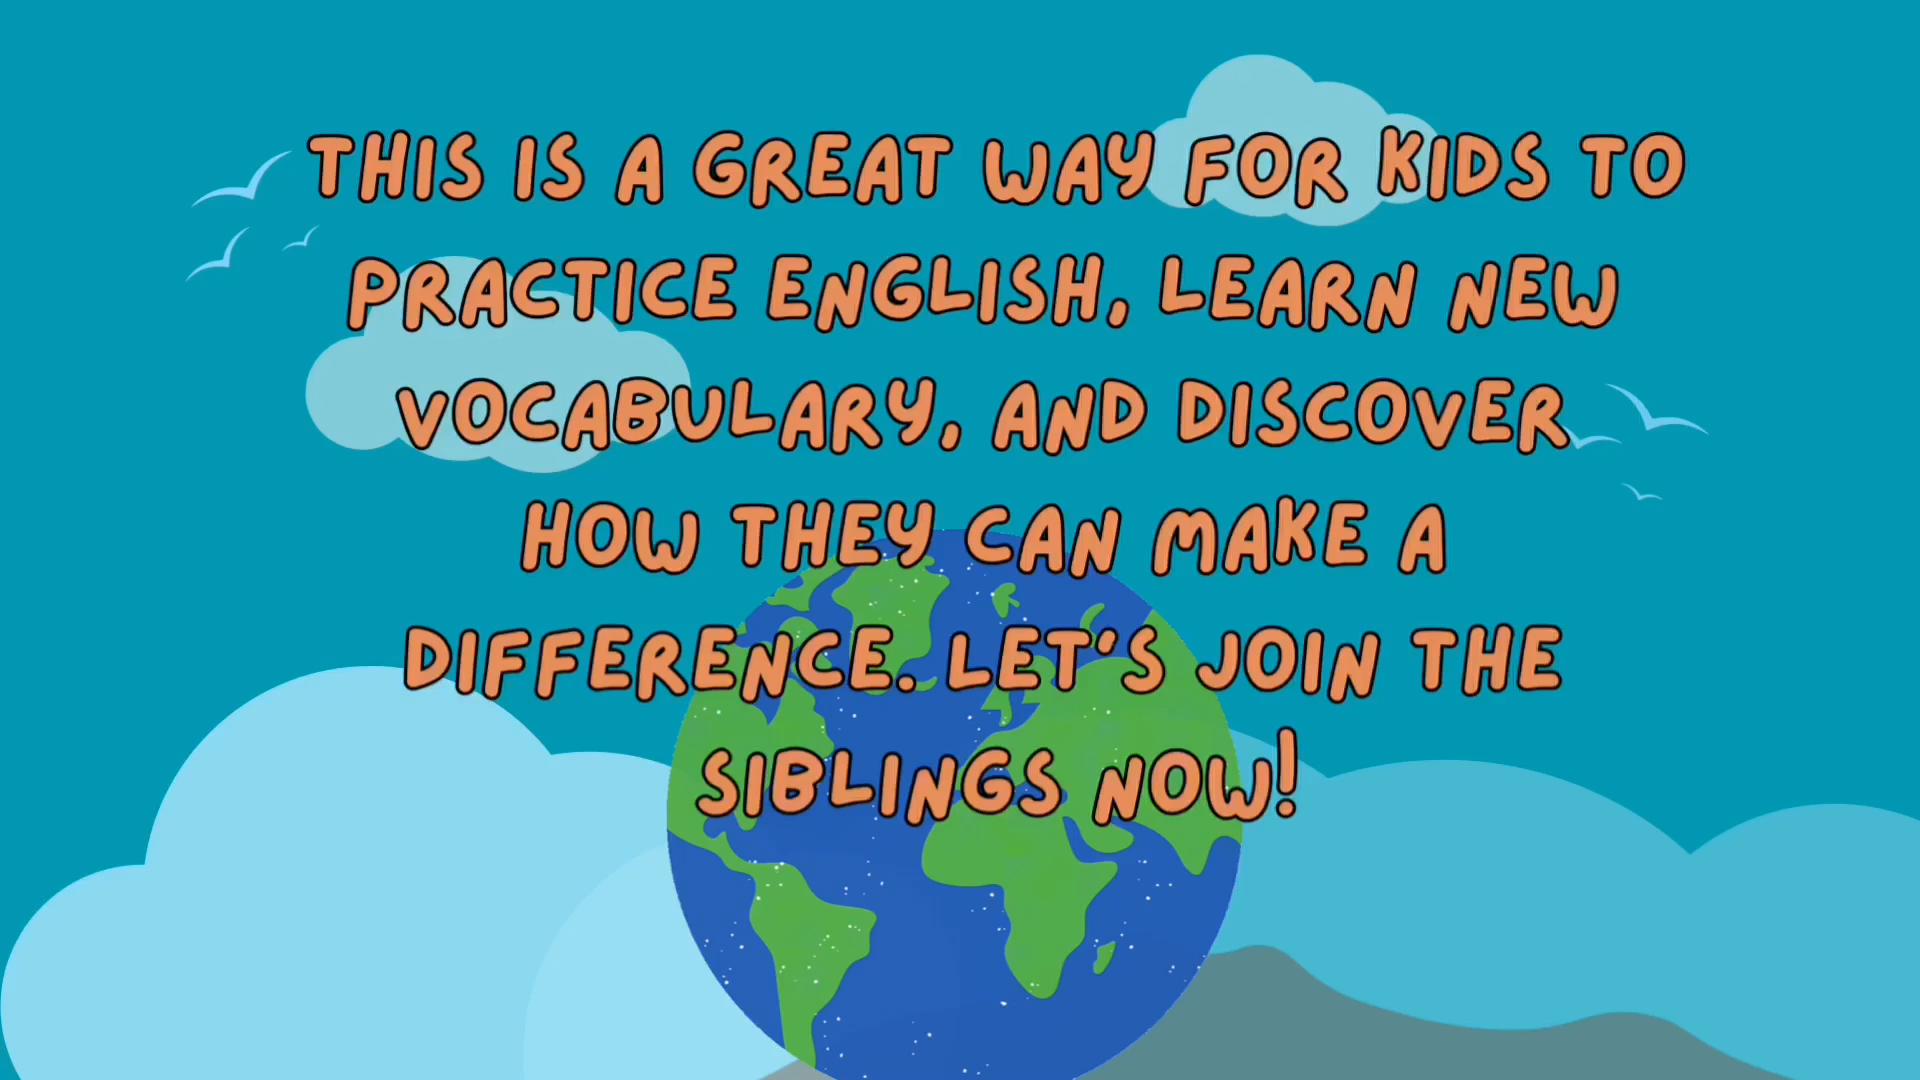 THIS IS A GREAT WAY FOR KIDS TO
PRACTICE ENGLISH, LEARN NEW
VOCABULARY, AND DISCOVER
HOW THEY CAN MAKE A
DIFFERENCE. LET'S JOIN THE
SIBLINGS NOW!